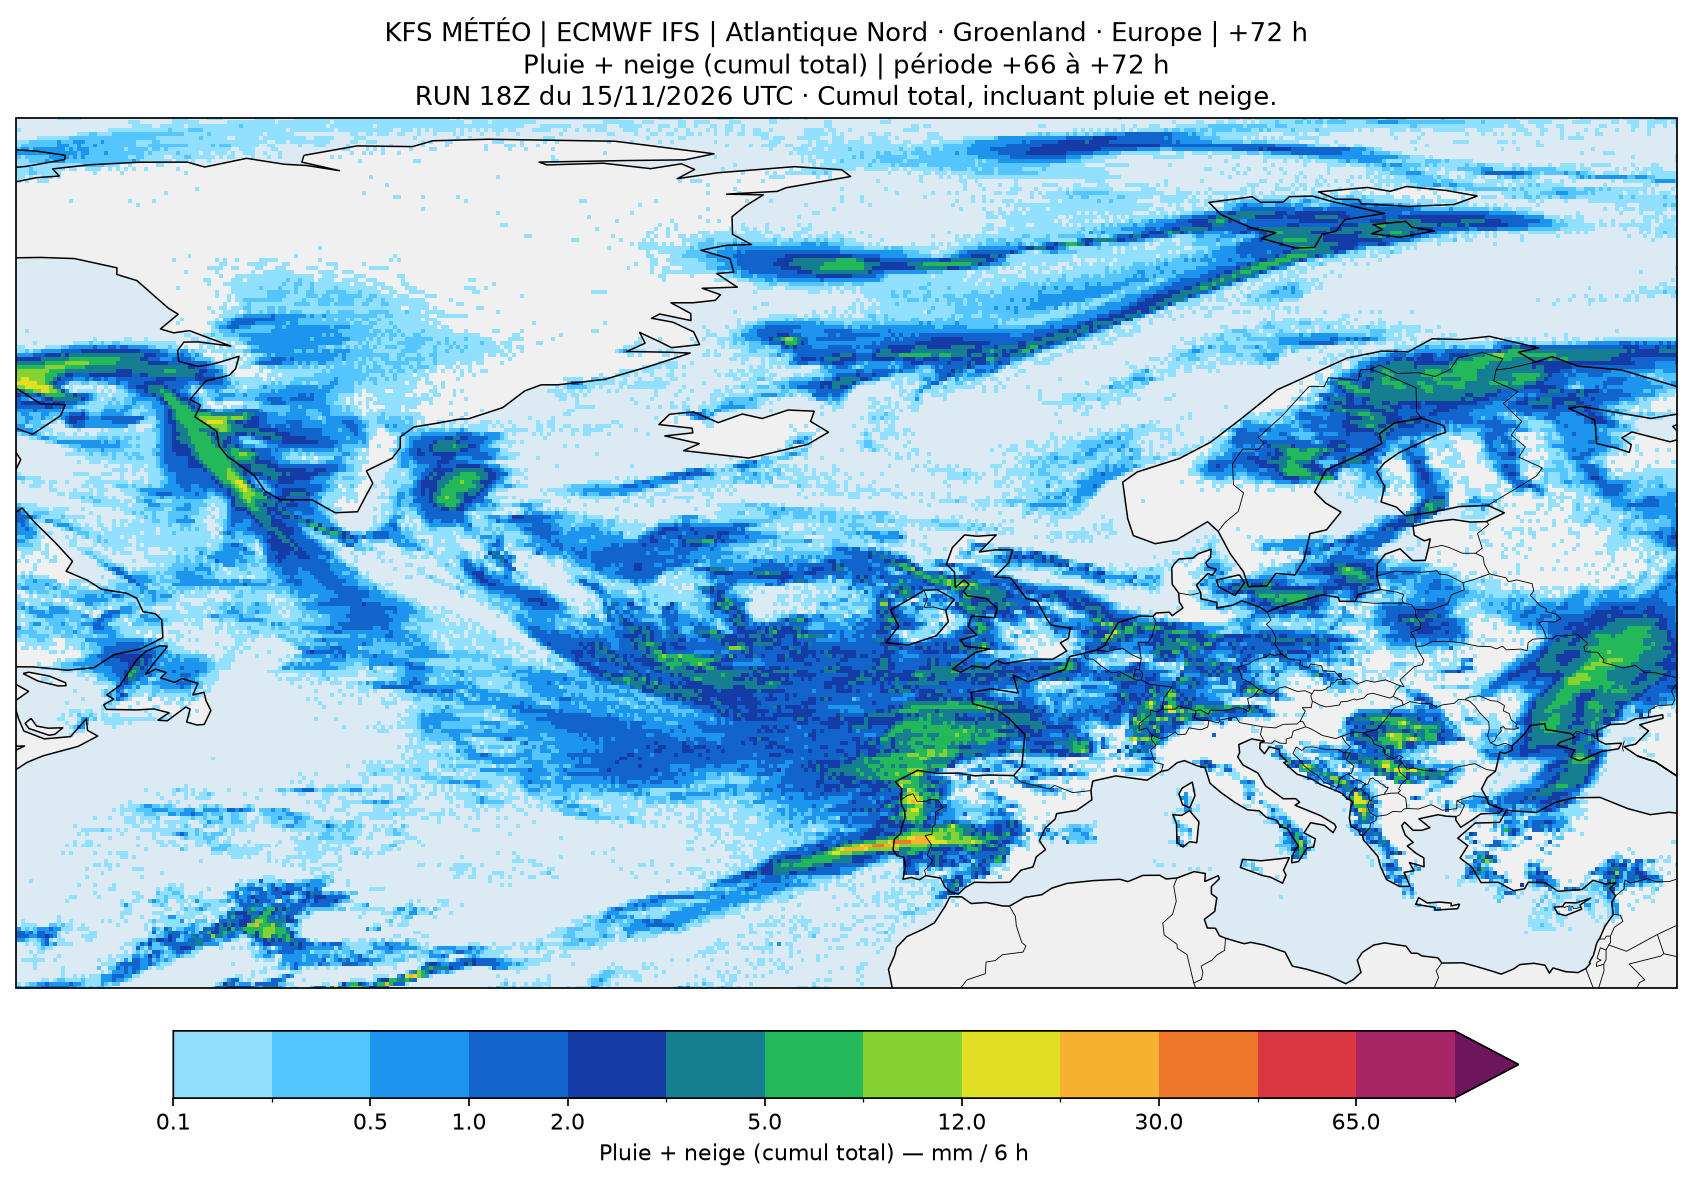 KFS MÉTÉO | ECMWF IFS | Atlantique Nord · Groenland · Europe | +72 h
Pluie + neige (cumul total) | période +66 à +72 h
RUN 18Z du 15/11/2026 UTC · Cumul total, incluant pluie et neige.
0.1 0.5 1.0 2.0 5.0 12.0 30.0 65.0
Pluie + neige (cumul total) — mm / 6 h